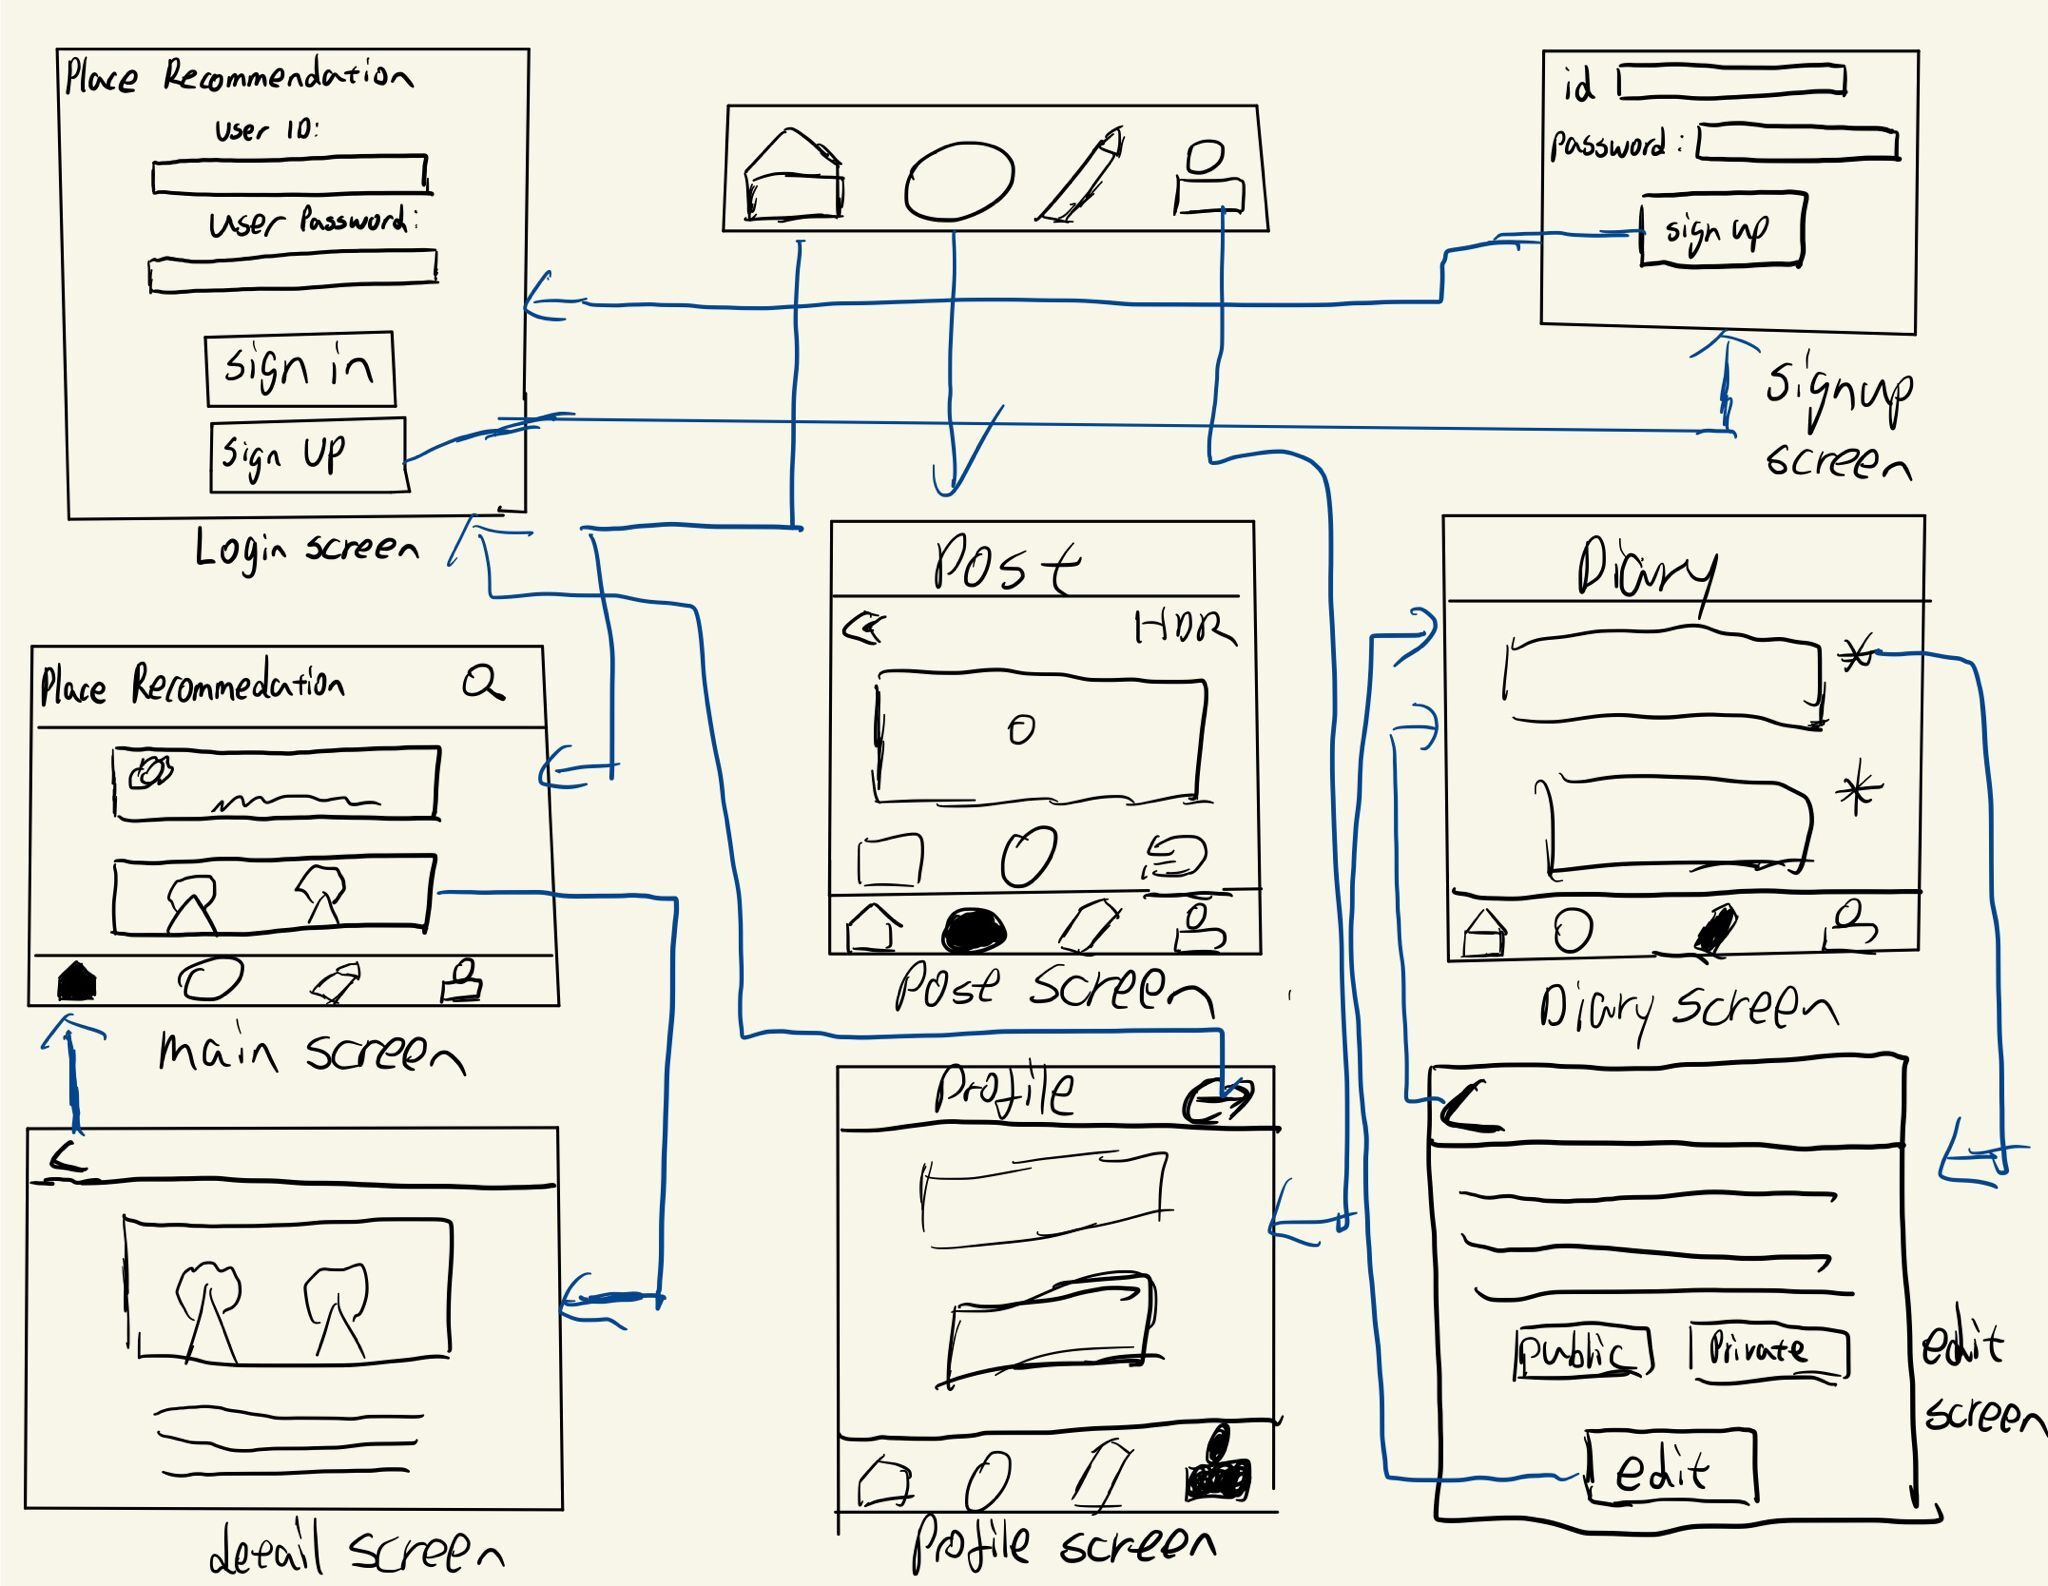 Place Recommendation
User ID:
User Password:
Sign in
Sign UP
Login screen
id
Password:
sign up
Signup
screen
Post
HDR
Post screen
Diary
Diary screen
Place Recommedation
main screen
detail screen
Profile
Profile screen
Public
Private
edit
edit
screen